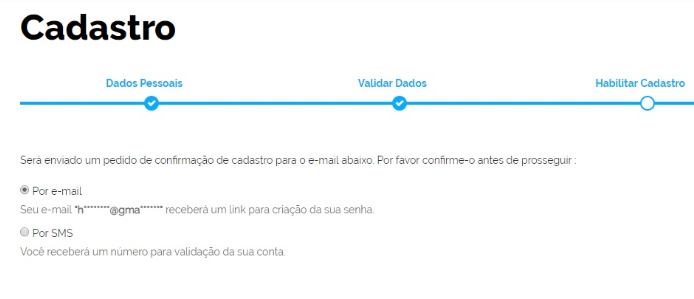 Cadastro
Dados Pessoais Validar Dados Habilitar Cadastro
Será enviado um pedido de confirmação de cadastro para o e-mail abaixo. Por favor confirme-o antes de prosseguir :
Por e-mail
Seu e-mail "h********@gma*******" receberá um link para criação da sua senha.
Por SMS
Você receberá um número para validação da sua conta.